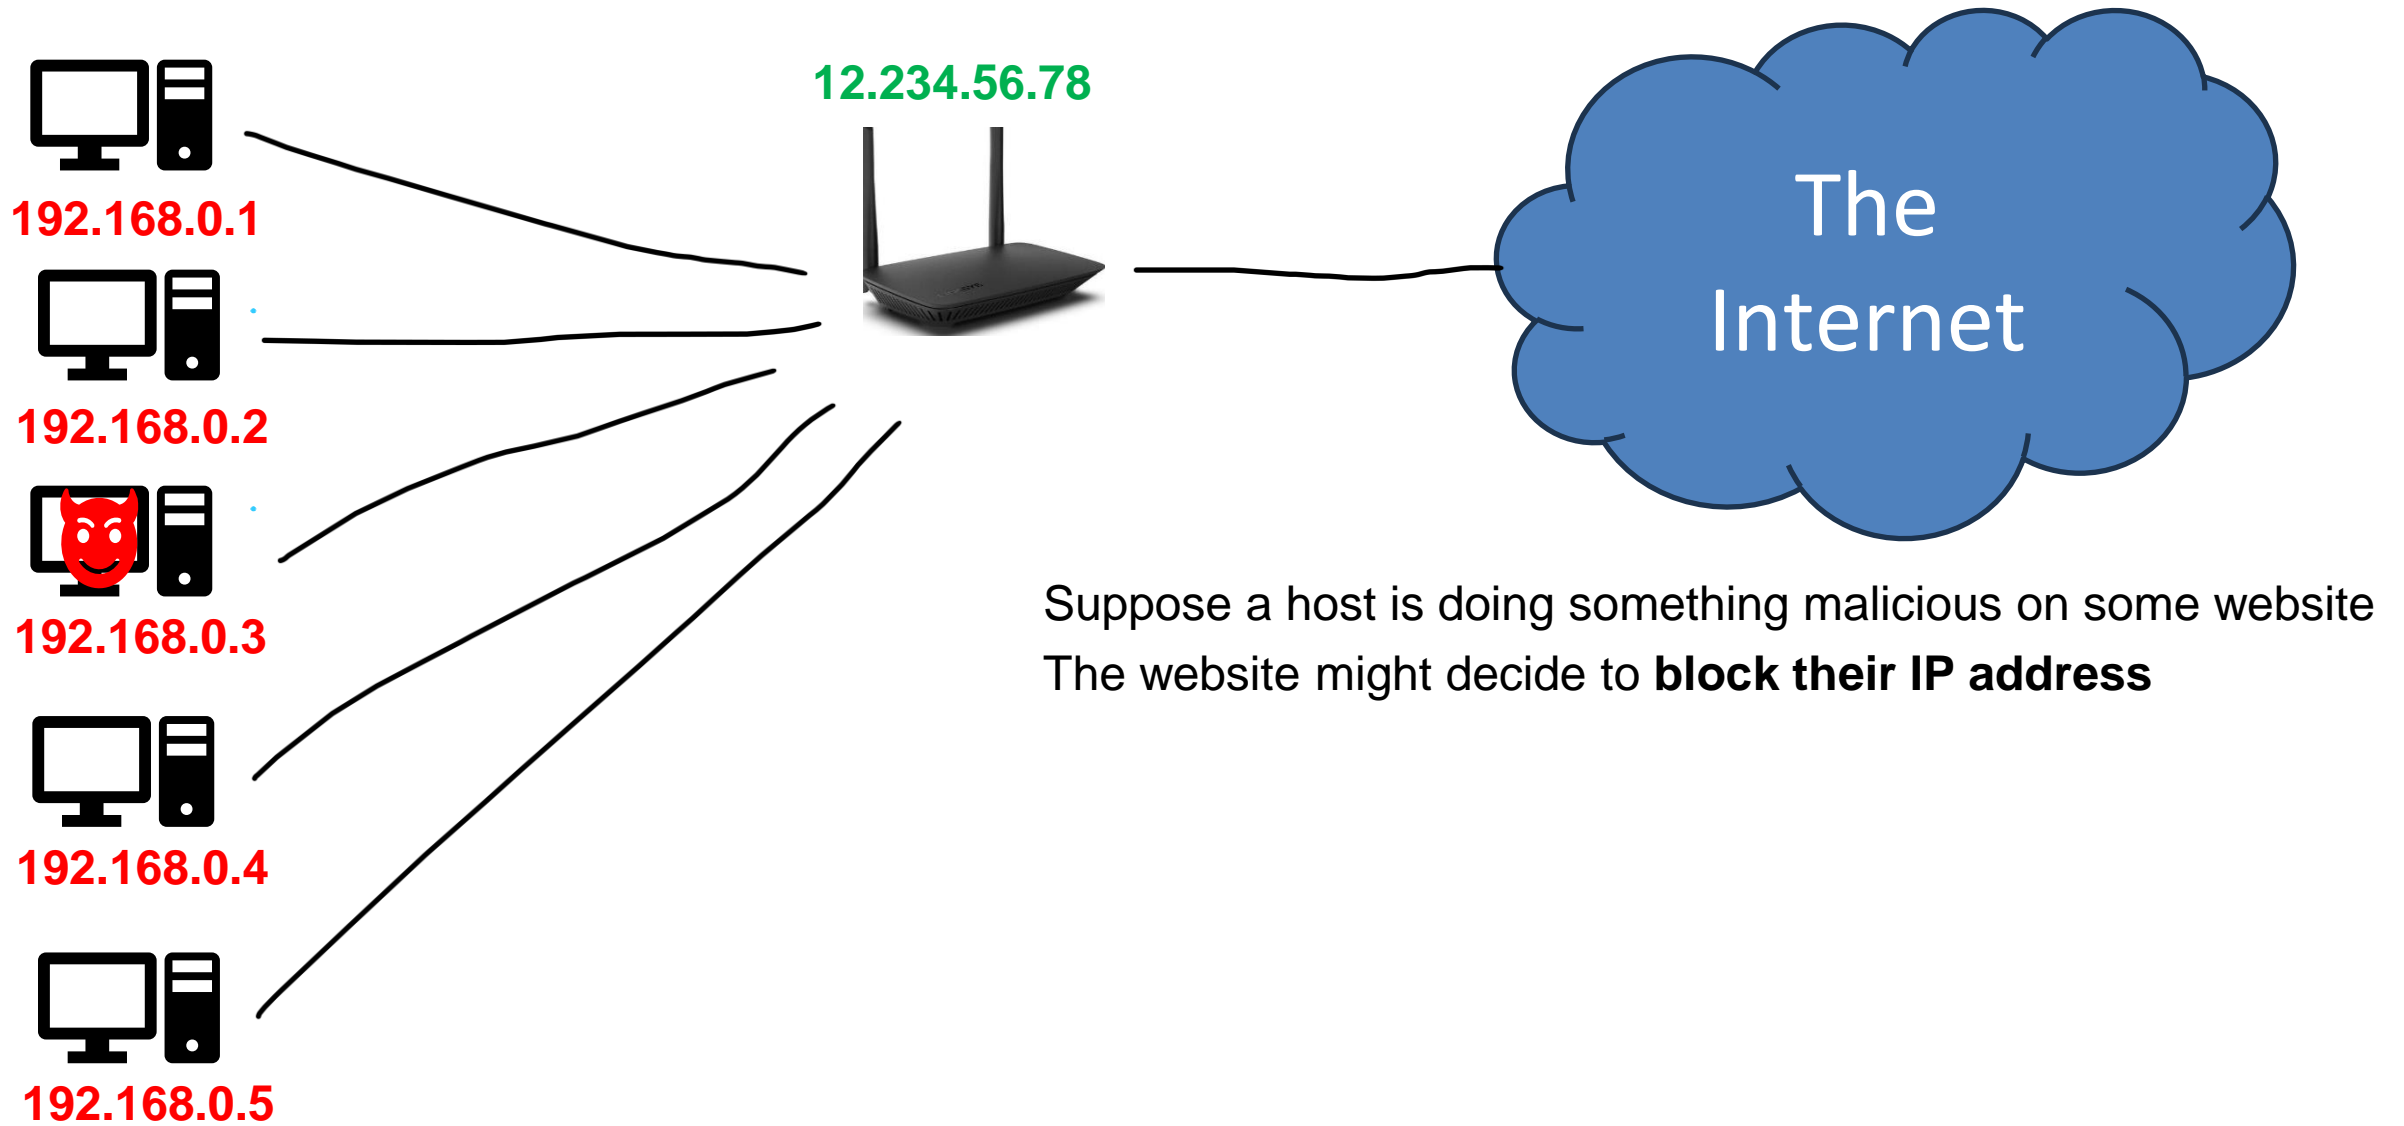 12.234.56.78
192.168.0.1
192.168.0.2
192.168.0.3
192.168.0.4
192.168.0.5
The
Internet
Suppose a host is doing something malicious on some website
The website might decide to block their IP address